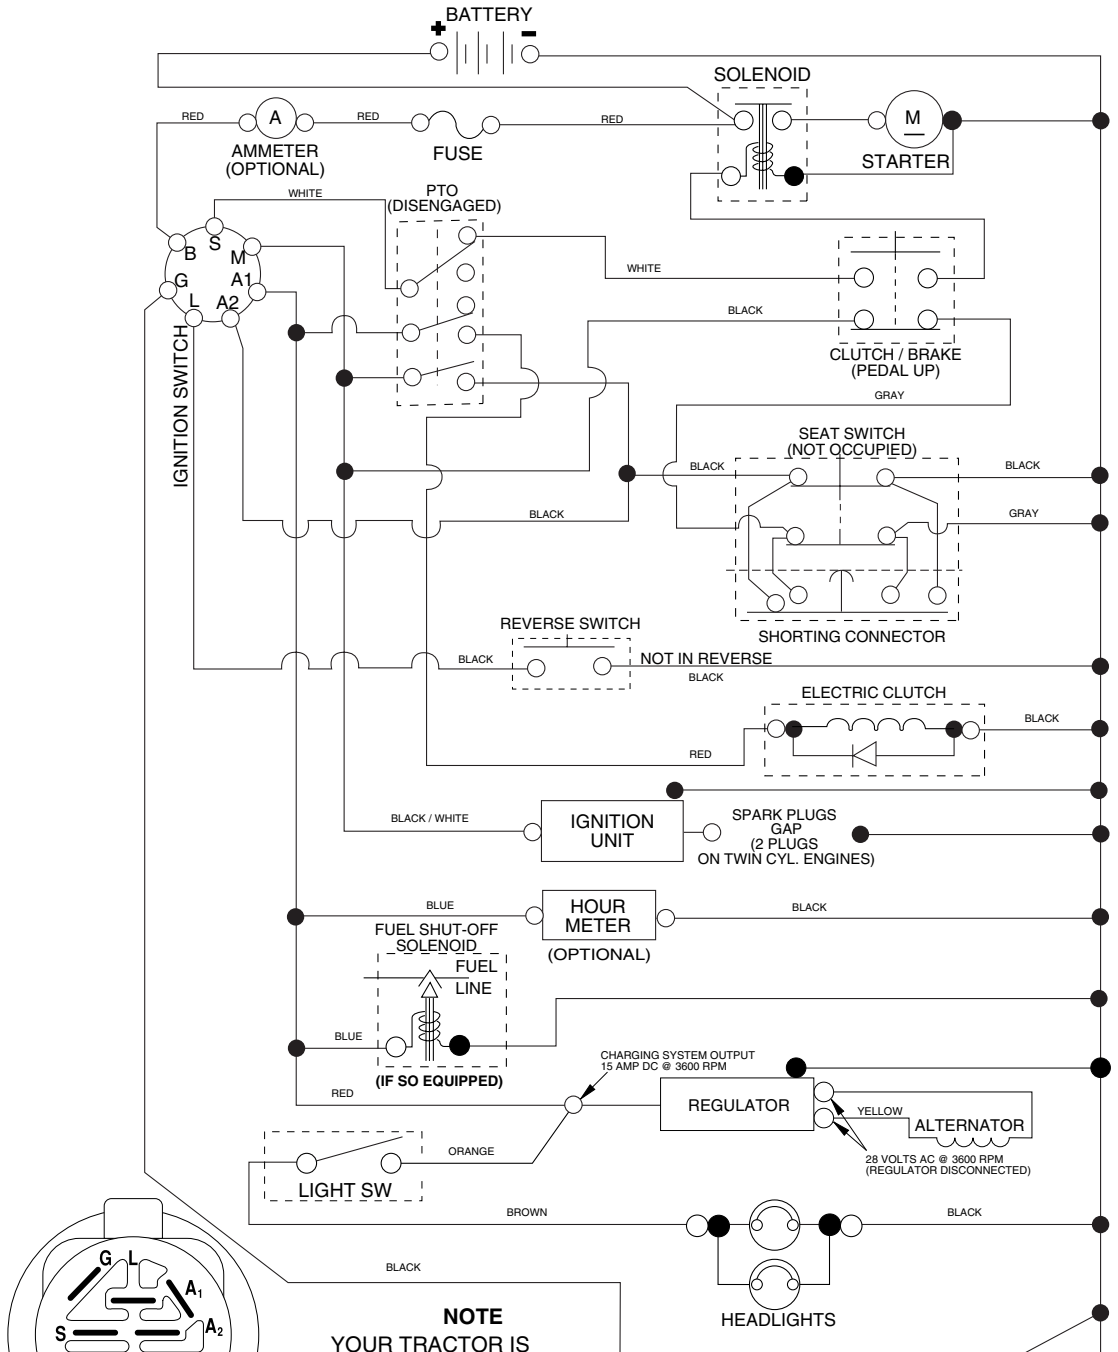 BATTERY
+
-
SOLENOID
RED
A
RED
RED
M
AMMETER
(OPTIONAL)
FUSE
STARTER
PTO
(DISENGAGED)
WHITE
S
B
M
G
A1
L
A2
IGNITION SWITCH
WHITE
BLACK
CLUTCH / BRAKE
(PEDAL UP)
GRAY
SEAT SWITCH
(NOT OCCUPIED)
BLACK
BLACK
BLACK
GRAY
SHORTING CONNECTOR
REVERSE SWITCH
BLACK
NOT IN REVERSE
BLACK
ELECTRIC CLUTCH
BLACK
RED
BLACK / WHITE
IGNITION
UNIT
SPARK PLUGS
GAP
(2 PLUGS
ON TWIN CYL. ENGINES)
BLUE
HOUR
METER
(OPTIONAL)
BLACK
FUEL SHUT-OFF
SOLENOID
FUEL
LINE
BLUE
(IF SO EQUIPPED)
CHARGING SYSTEM OUTPUT
15 AMP DC @ 3600 RPM
RED
REGULATOR
YELLOW
ALTERNATOR
28 VOLTS AC @ 3600 RPM
(REGULATOR DISCONNECTED)
ORANGE
LIGHT SW
BROWN
BLACK
HEADLIGHTS
BLACK
G
L
A1
A2
S
NOTE
YOUR TRACTOR IS